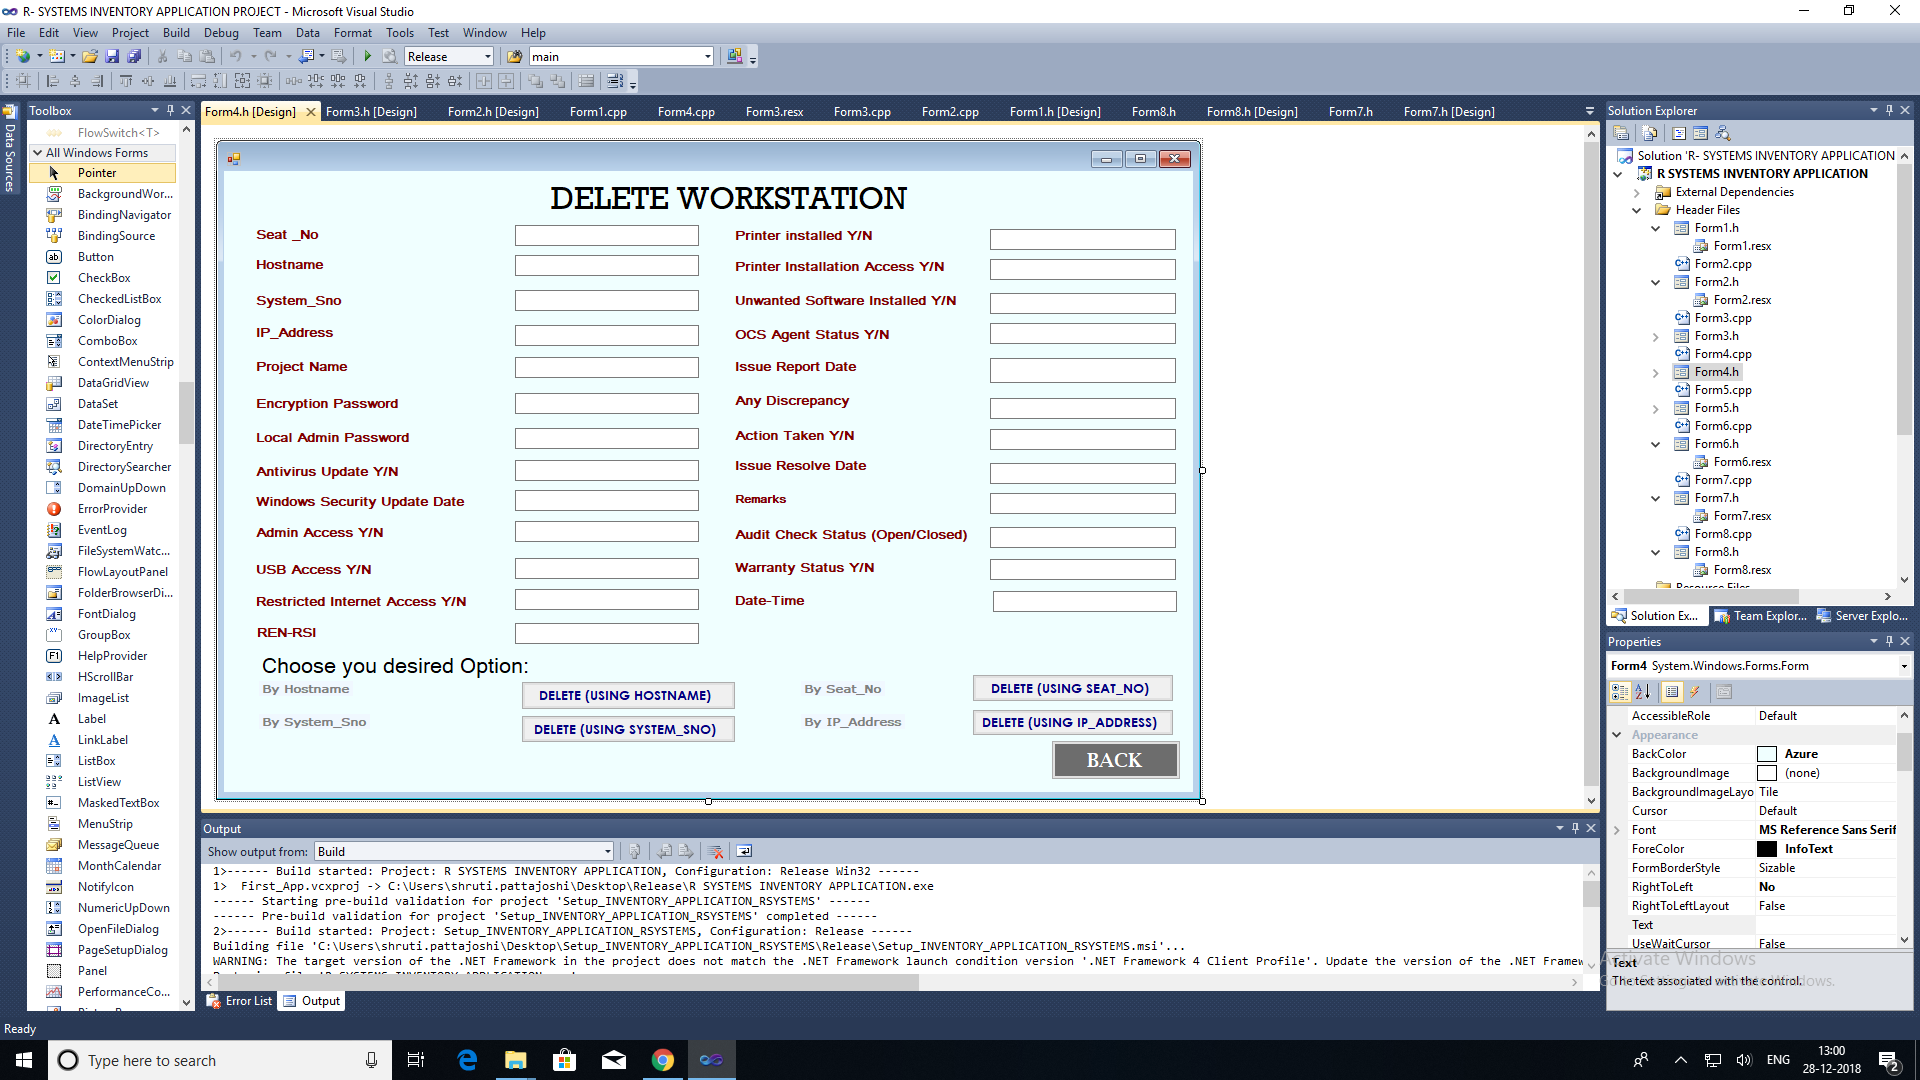 R- SYSTEMS INVENTORY APPLICATION PROJECT - Microsoft Visual Studio
File Edit View Project Build Debug Team Data Format Tools Test Window Help
Release main
Toolbox
Form4.h [Design] Form3.h [Design] Form2.h [Design] Form1.cpp Form4.cpp Form3.resx Form3.cpp Form2.cpp Form1.h [Design] Form8.h Form8.h [Design] Form7.h Form7.h [Design]
Data Sources
FlowSwitch<T>
All Windows Forms
Pointer
BackgroundWor...
BindingNavigator
BindingSource
Button
CheckBox
CheckedListBox
ColorDialog
ComboBox
ContextMenuStrip
DataGridView
DataSet
DateTimePicker
DirectoryEntry
DirectorySearcher
DomainUpDown
ErrorProvider
EventLog
FileSystemWatc...
FlowLayoutPanel
FolderBrowserDi...
FontDialog
GroupBox
HelpProvider
HScrollBar
ImageList
Label
LinkLabel
ListBox
ListView
MaskedTextBox
MenuStrip
MessageQueue
MonthCalendar
NotifyIcon
NumericUpDown
OpenFileDialog
PageSetupDialog
Panel
PerformanceCo...
DELETE WORKSTATION
Seat _No
Hostname
System_Sno
IP_Address
Project Name
Encryption Password
Local Admin Password
Antivirus Update Y/N
Windows Security Update Date
Admin Access Y/N
USB Access Y/N
Restricted Internet Access Y/N
REN-RSI
Printer installed Y/N
Printer Installation Access Y/N
Unwanted Software Installed Y/N
OCS Agent Status Y/N
Issue Report Date
Any Discrepancy
Action Taken Y/N
Issue Resolve Date
Remarks
Audit Check Status (Open/Closed)
Warranty Status Y/N
Date-Time
Choose you desired Option:
By Hostname DELETE (USING HOSTNAME) By Seat_No DELETE (USING SEAT_NO)
By System_Sno DELETE (USING SYSTEM_SNO) By IP_Address DELETE (USING IP_ADDRESS)
BACK
Output
Show output from: Build
1>------ Build started: Project: R SYSTEMS INVENTORY APPLICATION, Configuration: Release Win32 ------
1>  First_App.vcxproj -> C:\Users\shruti.pattajoshi\Desktop\Release\R SYSTEMS INVENTORY APPLICATION.exe
------ Starting pre-build validation for project 'Setup_INVENTORY_APPLICATION_RSYSTEMS' ------
------ Pre-build validation for project 'Setup_INVENTORY_APPLICATION_RSYSTEMS' completed ------
2>------ Build started: Project: Setup_INVENTORY_APPLICATION_RSYSTEMS, Configuration: Release ------
Building file 'C:\Users\shruti.pattajoshi\Desktop\Setup_INVENTORY_APPLICATION_RSYSTEMS\Release\Setup_INVENTORY_APPLICATION_RSYSTEMS.msi'...
WARNING: The target version of the .NET Framework in the project does not match the .NET Framework launch condition version '.NET Framework 4 Client Profile'. Update the version of the .NET Framew
Error List Output
Solution Explorer
Solution 'R- SYSTEMS INVENTORY APPLICATION
R SYSTEMS INVENTORY APPLICATION
External Dependencies
Header Files
Form1.h
Form1.resx
Form2.cpp
Form2.h
Form2.resx
Form3.cpp
Form3.h
Form4.cpp
Form4.h
Form5.cpp
Form5.h
Form6.cpp
Form6.h
Form6.resx
Form7.cpp
Form7.h
Form7.resx
Form8.cpp
Form8.h
Form8.resx
Resource Files
Solution Ex... Team Explor... Server Explo...
Properties
Form4 System.Windows.Forms.Form
AccessibleRole Default
Appearance
BackColor Azure
BackgroundImage (none)
BackgroundImageLayo Tile
Cursor Default
Font MS Reference Sans Serif
ForeColor InfoText
FormBorderStyle Sizable
RightToLeft No
RightToLeftLayout False
Text
UseWaitCursor False
Activate Windows
Text
The text associated with the control.
Ready
Type here to search
ENG
13:00
28-12-2018
2